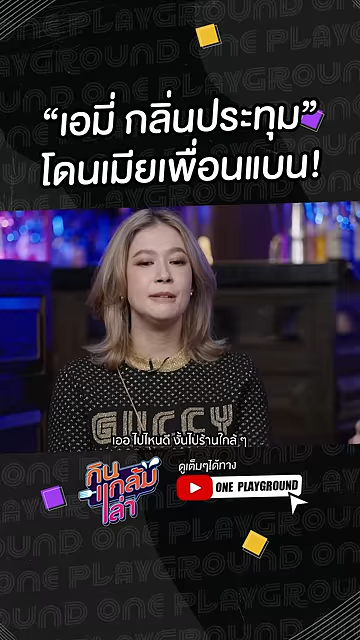 “เอมี่ กลิ่นประทุม”
โดนเมียเพื่อนแบน!
GUCCY
เออ ไปไหนดี งั้นไปร้านใกล้ ๆ
กินแกล้มเล่า
ดูเต็มๆได้ทาง
ONE PLAYGROUND